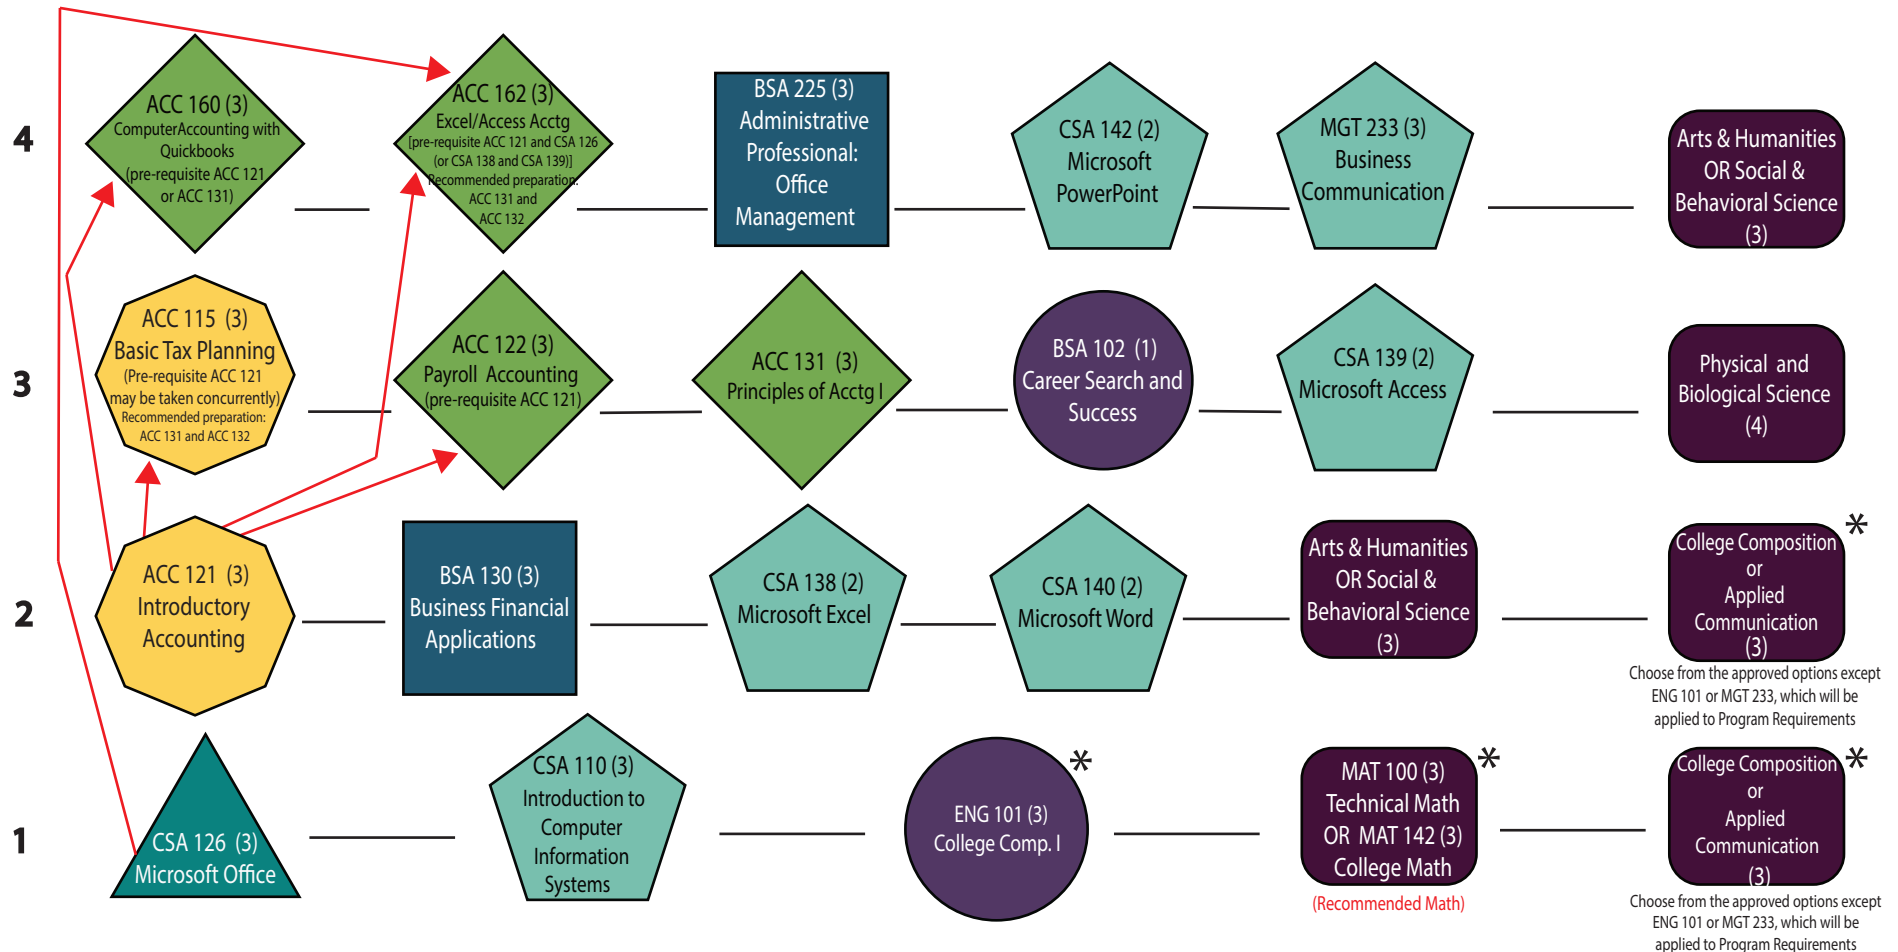 4
ACC 160 (3)
ComputerAccounting with
Quickbooks
(pre-requisite ACC 121
or ACC 131)
ACC 162 (3)
Excel/Access Acctg
[pre-requisite ACC 121 and CSA 126
(or CSA 138 and CSA 139)]
Recommended preparation:
ACC 131 and
ACC 132
BSA 225 (3)
Administrative
Professional:
Office
Management
CSA 142 (2)
Microsoft
PowerPoint
MGT 233 (3)
Business
Communication
Arts & Humanities
OR Social &
Behavioral Science
(3)
3
ACC 115 (3)
Basic Tax Planning
(Pre-requisite ACC 121
may be taken concurrently)
Recommended preparation:
ACC 131 and ACC 132
ACC 122 (3)
Payroll Accounting
(pre-requisite ACC 121)
ACC 131 (3)
Principles of Acctg I
BSA 102 (1)
Career Search and
Success
CSA 139 (2)
Microsoft Access
Physical and
Biological Science
(4)
2
ACC 121 (3)
Introductory
Accounting
BSA 130 (3)
Business Financial
Applications
CSA 138 (2)
Microsoft Excel
CSA 140 (2)
Microsoft Word
Arts & Humanities
OR Social &
Behavioral Science
(3)
*
College Composition
or
Applied
Communication
(3)
Choose from the approved options except
ENG 101 or MGT 233, which will be
applied to Program Requirements
1
CSA 126 (3)
Microsoft Office
CSA 110 (3)
Introduction to
Computer
Information
Systems
*
ENG 101 (3)
College Comp. I
*
MAT 100 (3)
Technical Math
OR MAT 142 (3)
College Math
(Recommended Math)
*
College Composition
or
Applied
Communication
(3)
Choose from the approved options except
ENG 101 or MGT 233, which will be
applied to Program Requirements